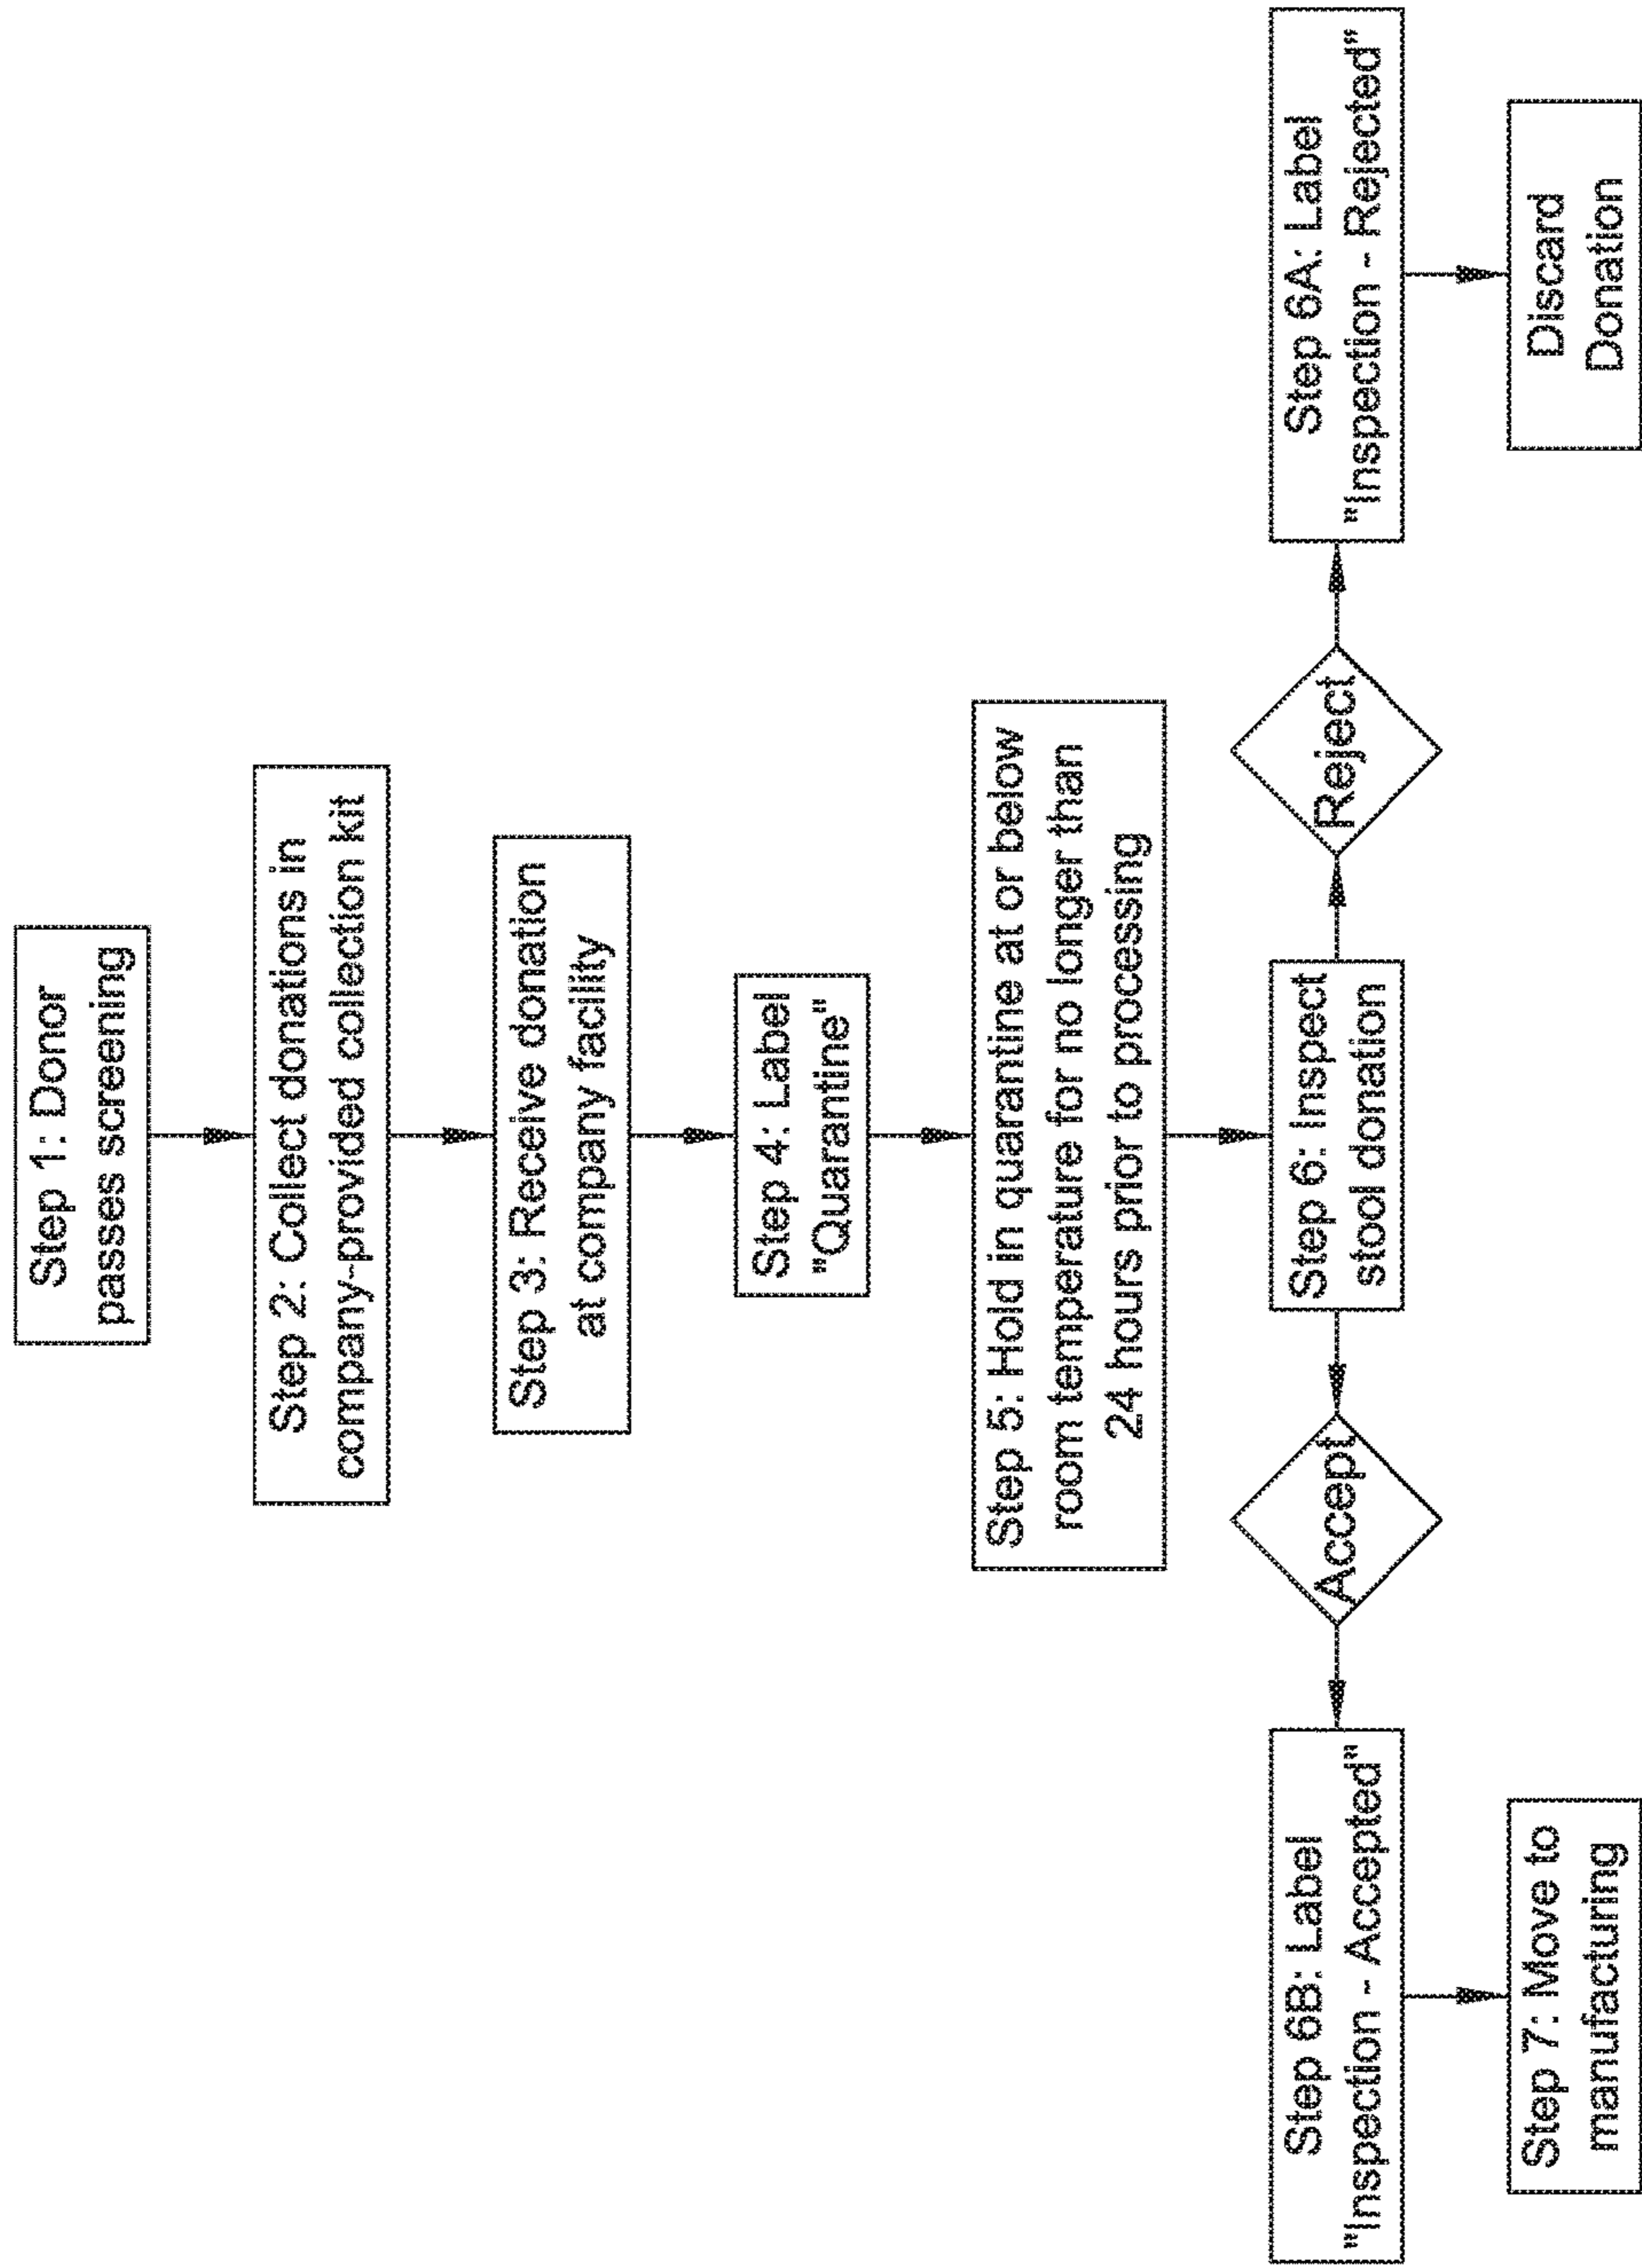 Step 1: Donor
passes screening
Step 2: Collect donations in
company-provided collection kit
Step 3: Receive donation
at company facility
Step 4: Label
"Quarantine"
Step 5: Hold in quarantine at or below
room temperature for no longer than
24 hours prior to processing
Step 6: Inspect
stool donation
Accept
Reject
Step 6B: Label
"Inspection - Accepted"
Step 6A: Label
"Inspection - Rejected"
Step 7: Move to
manufacturing
Discard
Donation